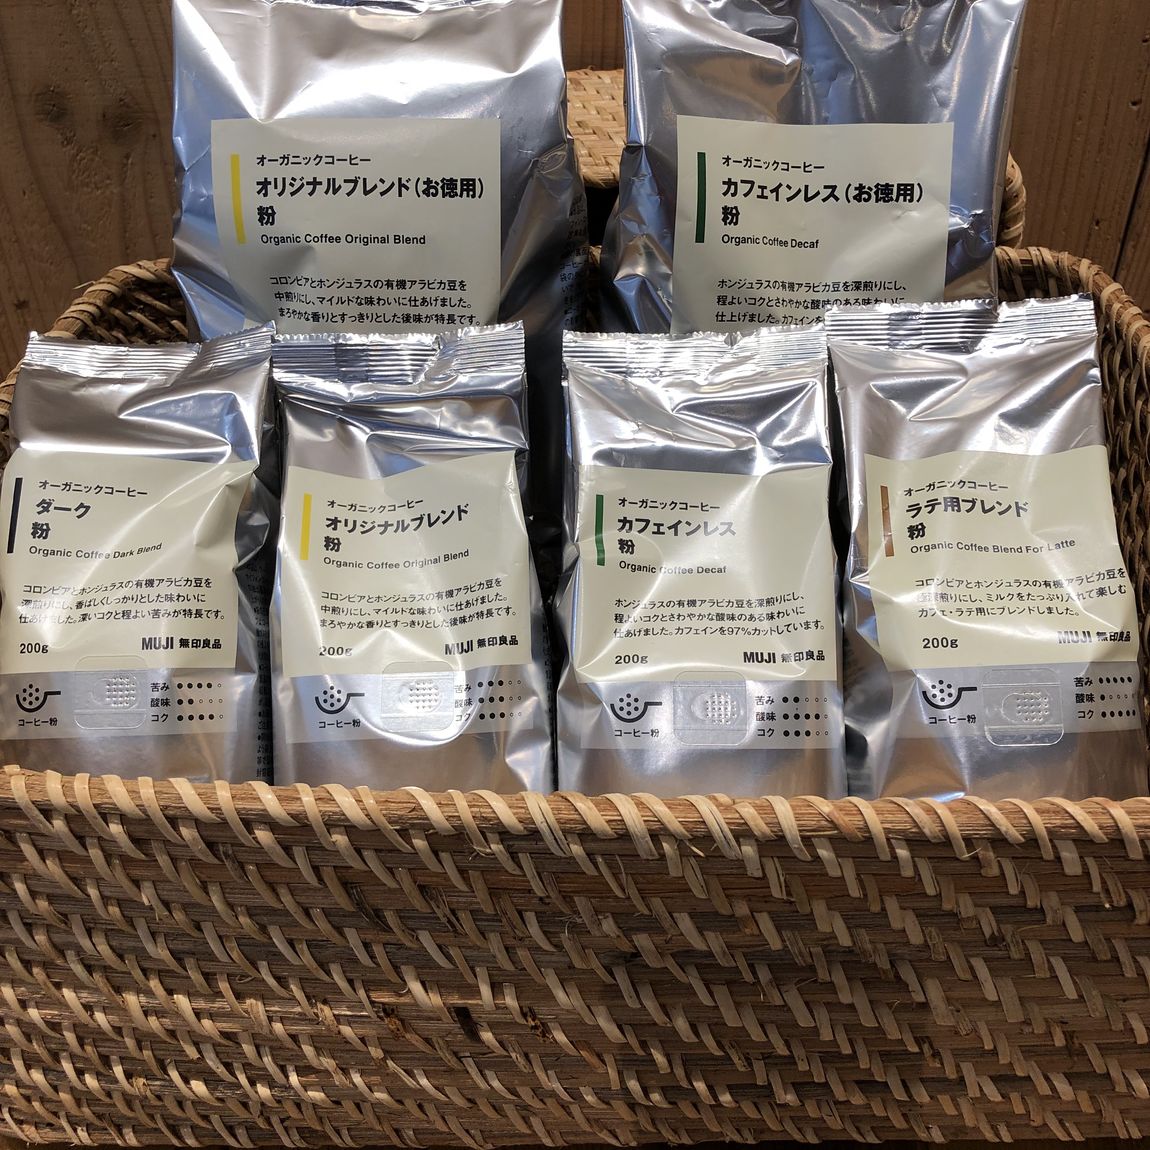 オーガニックコーヒー
オリジナルブレンド(お徳用)
粉
Organic Coffee Original Blend
コロンビアとホンジュラスの有機アラビカ豆を
中煎りにし、マイルドな味わいに仕あげました。
まろやかな香りとすっきりとした後味が特長です。
オーガニックコーヒー
カフェインレス(お徳用)
粉
Organic Coffee Decaf
ホンジュラスの有機アラビカ豆を深煎りにし、
程よいコクとさわやかな酸味のある味わいに
仕上げました。カフェインを
オーガニックコーヒー
ダーク
粉
Organic Coffee Dark Blend
コロンビアとホンジュラスの有機アラビカ豆を
深煎りにし、香ばしくしっかりとした味わいに
仕あげました。深いコクと程よい苦みが特長です。
200g
MUJI 無印良品
コーヒー粉
苦み
酸味
コク
オーガニックコーヒー
オリジナルブレンド
粉
Organic Coffee Original Blend
コロンビアとホンジュラスの有機アラビカ豆を
中煎りにし、マイルドな味わいに仕あげました。
まろやかな香りとすっきりとした後味が特長です。
200g
MUJI 無印良品
コーヒー粉
苦み
酸味
コク
オーガニックコーヒー
カフェインレス
粉
Organic Coffee Decaf
ホンジュラスの有機アラビカ豆を深煎りにし、
程よいコクとさわやかな酸味のある味わいに
仕あげました。カフェインを97%カットしています。
200g
MUJI 無印良品
コーヒー粉
苦み
酸味
コク
オーガニックコーヒー
ラテ用ブレンド
粉
Organic Coffee Blend For Latte
コロンビアとホンジュラスの有機アラビカ豆を
深煎りにし、ミルクをたっぷり入れて楽しむ
カフェ・ラテ用にブレンドしました。
200g
MUJI 無印良品
コーヒー粉
苦み
酸味
コク